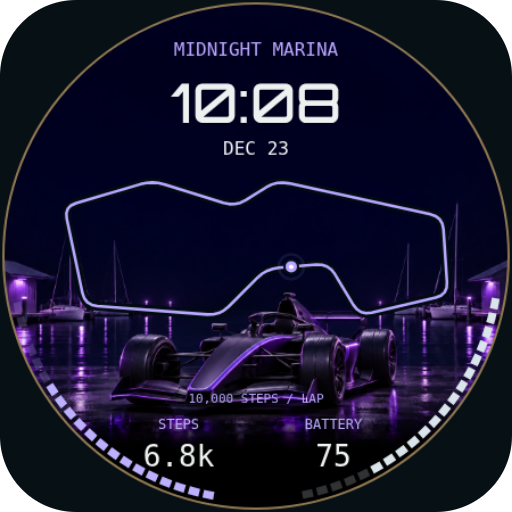 MIDNIGHT MARINA
10:08
DEC 23
10,000 STEPS / LAP
STEPS BATTERY
6.8k 75